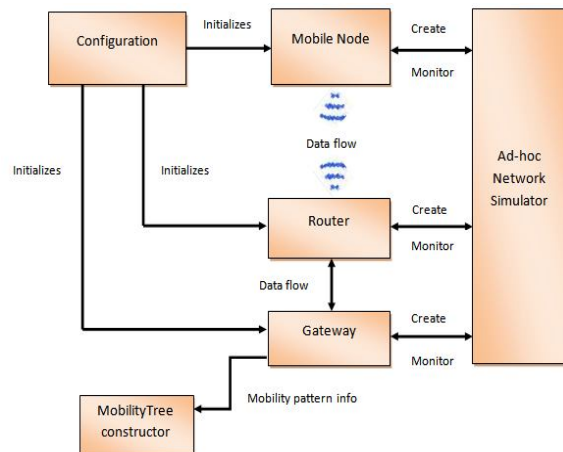 Configuration
Initializes
Mobile Node
Create
Monitor
Data flow
Initializes
Initializes
Ad-hoc
Network
Simulator
Router
Create
Monitor
Data flow
Gateway
Create
Monitor
Mobility pattern info
MobilityTree
constructor